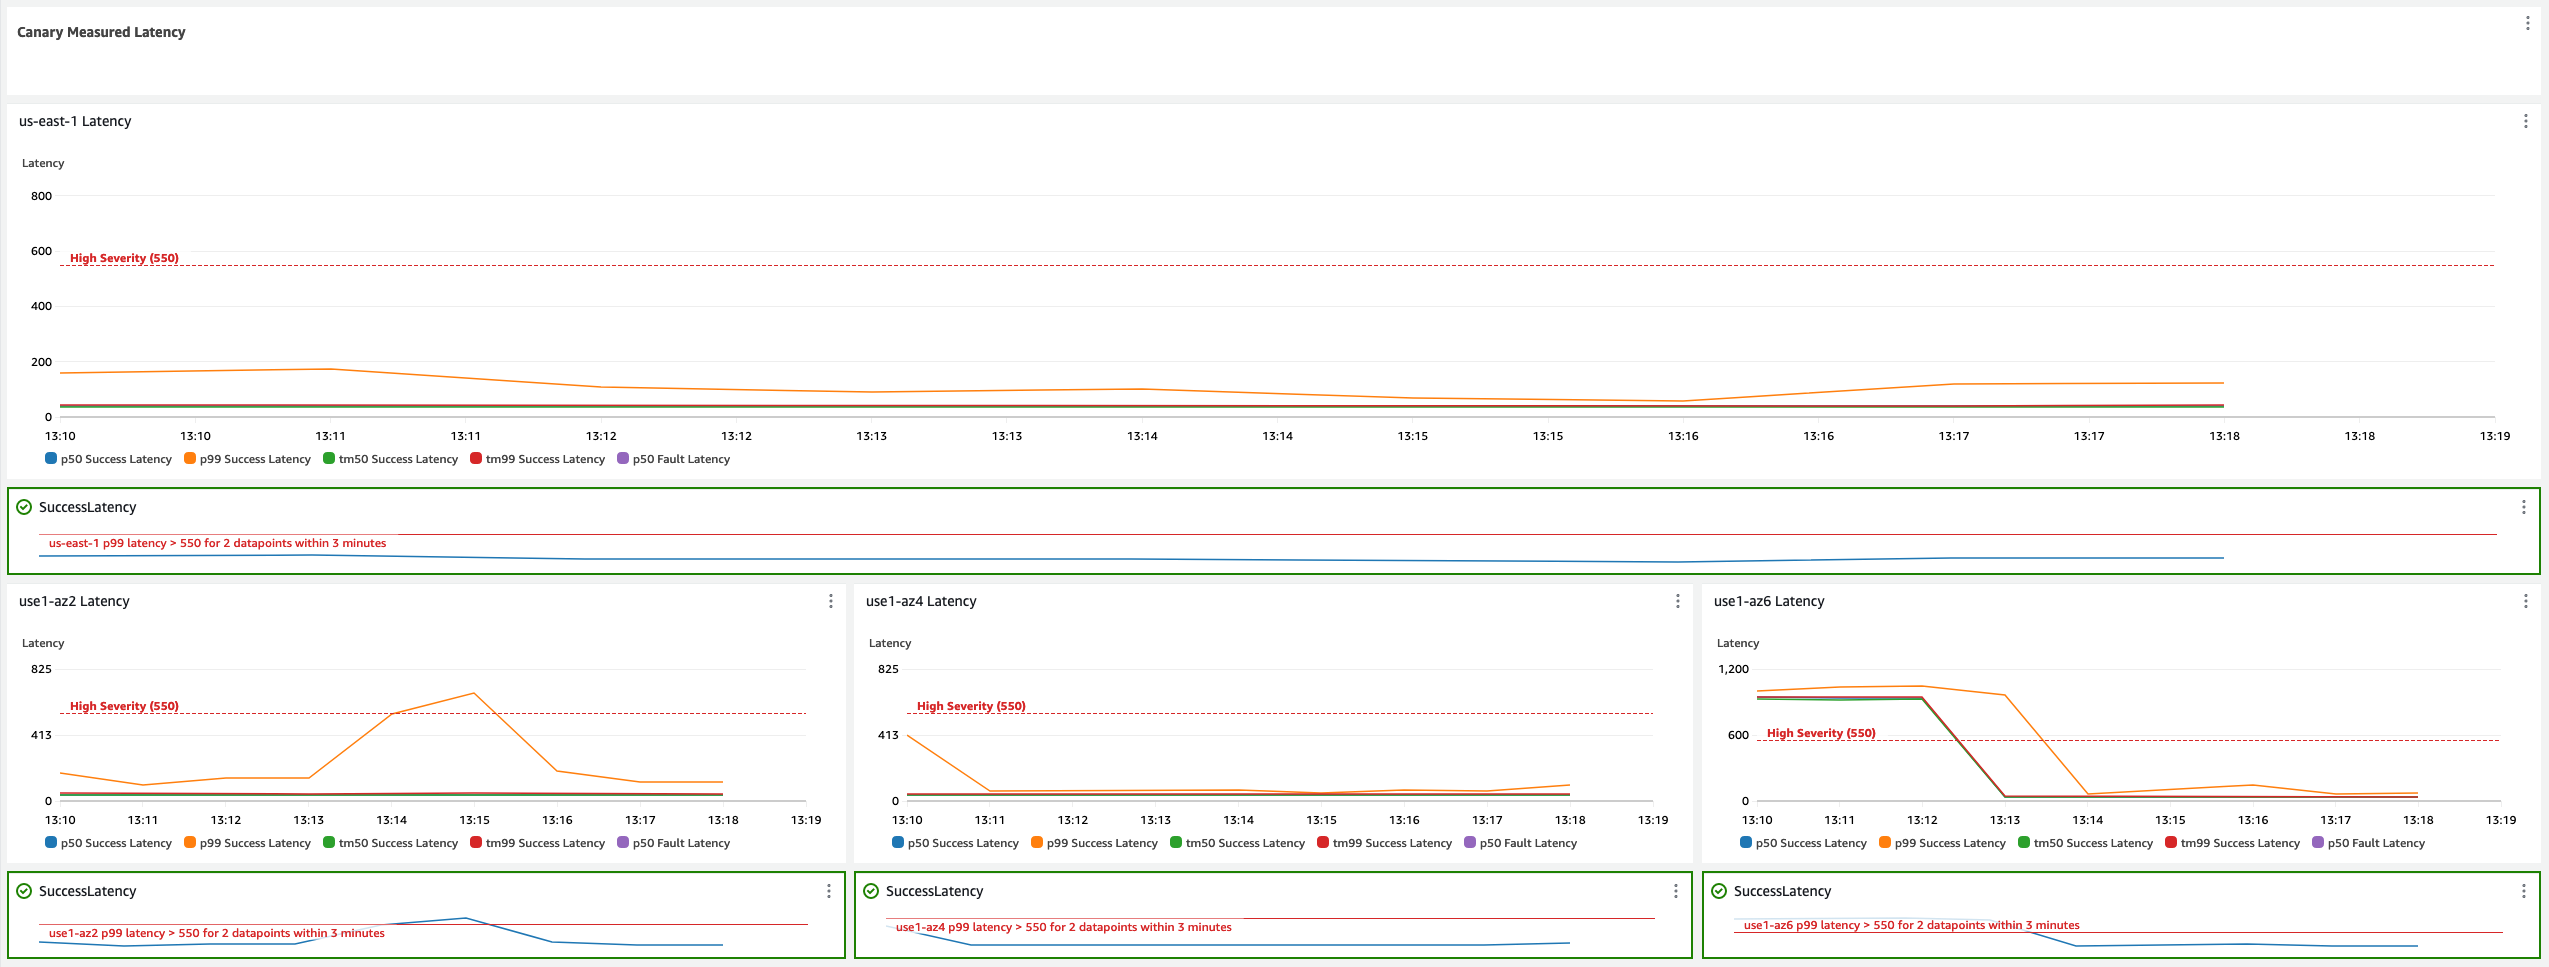 Canary Measured Latency
us-east-1 Latency
Latency
800
600
High Severity (550)
400
200
0
13:10 13:10 13:11 13:11 13:12 13:12 13:13 13:13 13:14 13:14 13:15 13:15 13:16 13:16 13:17 13:17 13:18 13:18 13:19
p50 Success Latency p99 Success Latency tm50 Success Latency tm99 Success Latency p50 Fault Latency
SuccessLatency
us-east-1 p99 latency > 550 for 2 datapoints within 3 minutes
use1-az2 Latency
Latency
825
High Severity (550)
413
0
13:10 13:11 13:12 13:13 13:14 13:15 13:16 13:17 13:18 13:19
p50 Success Latency p99 Success Latency tm50 Success Latency tm99 Success Latency p50 Fault Latency
use1-az4 Latency
Latency
825
High Severity (550)
413
0
13:10 13:11 13:12 13:13 13:14 13:15 13:16 13:17 13:18 13:19
p50 Success Latency p99 Success Latency tm50 Success Latency tm99 Success Latency p50 Fault Latency
use1-az6 Latency
Latency
1,200
High Severity (550)
600
0
13:10 13:11 13:12 13:13 13:14 13:15 13:16 13:17 13:18 13:19
p50 Success Latency p99 Success Latency tm50 Success Latency tm99 Success Latency p50 Fault Latency
SuccessLatency
use1-az2 p99 latency > 550 for 2 datapoints within 3 minutes
SuccessLatency
use1-az4 p99 latency > 550 for 2 datapoints within 3 minutes
SuccessLatency
use1-az6 p99 latency > 550 for 2 datapoints within 3 minutes